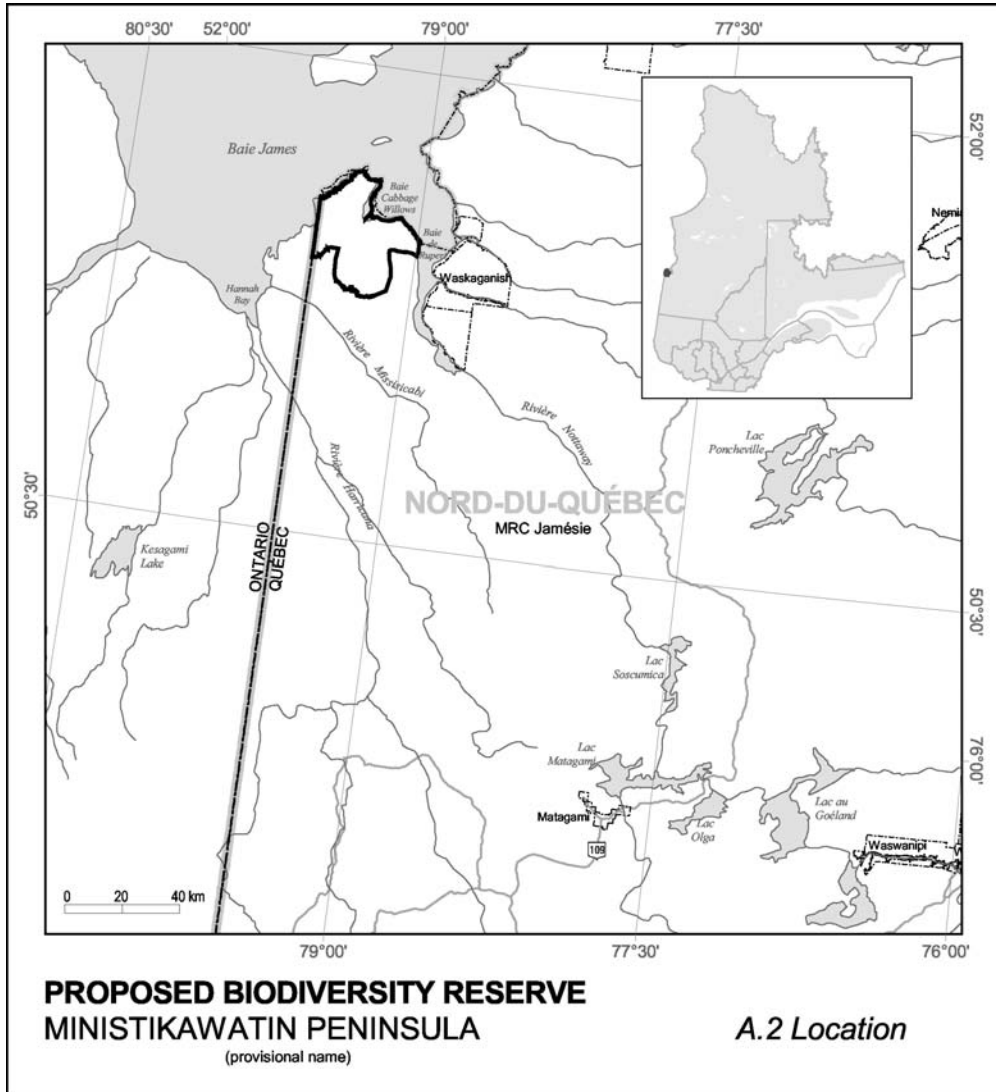 80°30'
52°00'
79°00'
77°30'
52°00'
Baie James
Baie
Cabbage
Willows
Baie
de
Rupert
Waskaganish
Nemi
Hannah
Bay
Rivière Missisicabi
Rivière Nottaway
Rivière Harricana
Lac
Poncheville
50°30'
NORD-DU-QUÉBEC
MRC Jamésie
ONTARIO
QUÉBEC
Kesagami
Lake
50°30'
Lac
Soscumica
Lac
Matagami
76°00'
Matagami
Lac
Olga
Lac au
Goéland
109
Waswanipi
0 20 40 km
79°00'
77°30'
76°00'
PROPOSED BIODIVERSITY RESERVE
MINISTIKAWATIN PENINSULA
(provisional name)
A.2 Location